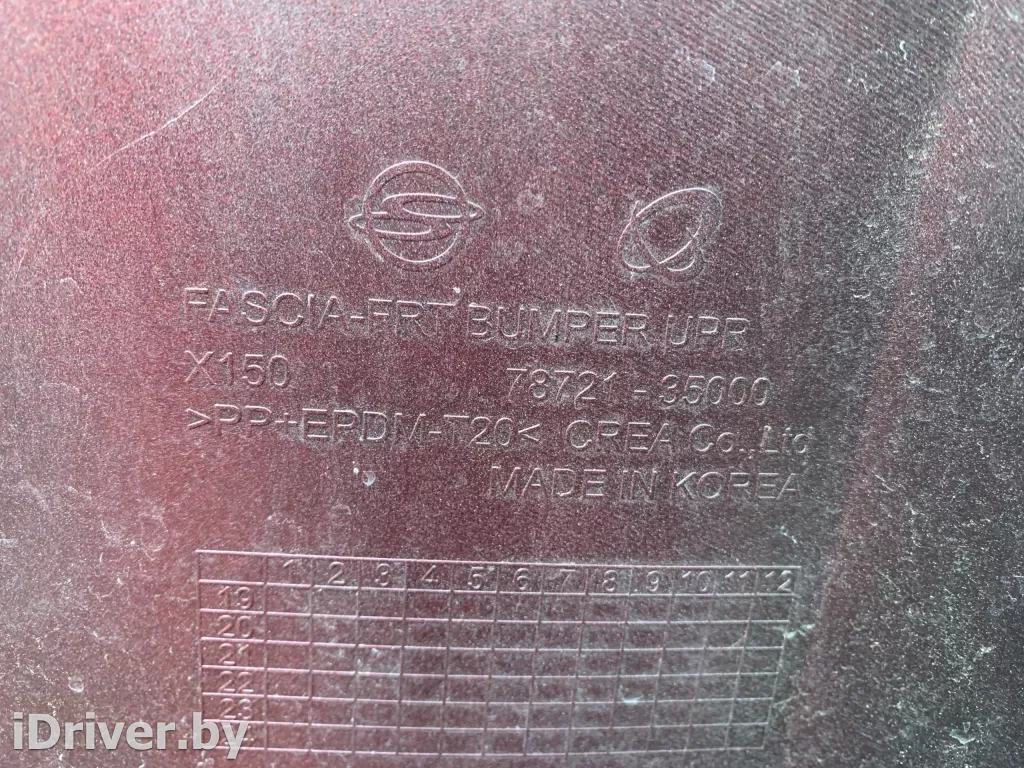 FASCIA-FRT BUMPER UPR
X150 78721-35000
>PP+EPDM-T20< CREA Co.,Ltd
MADE IN KOREA
1 2 3 4 5 6 7 8 9 10 11 12
19
20
21
22
23
iDriver.by